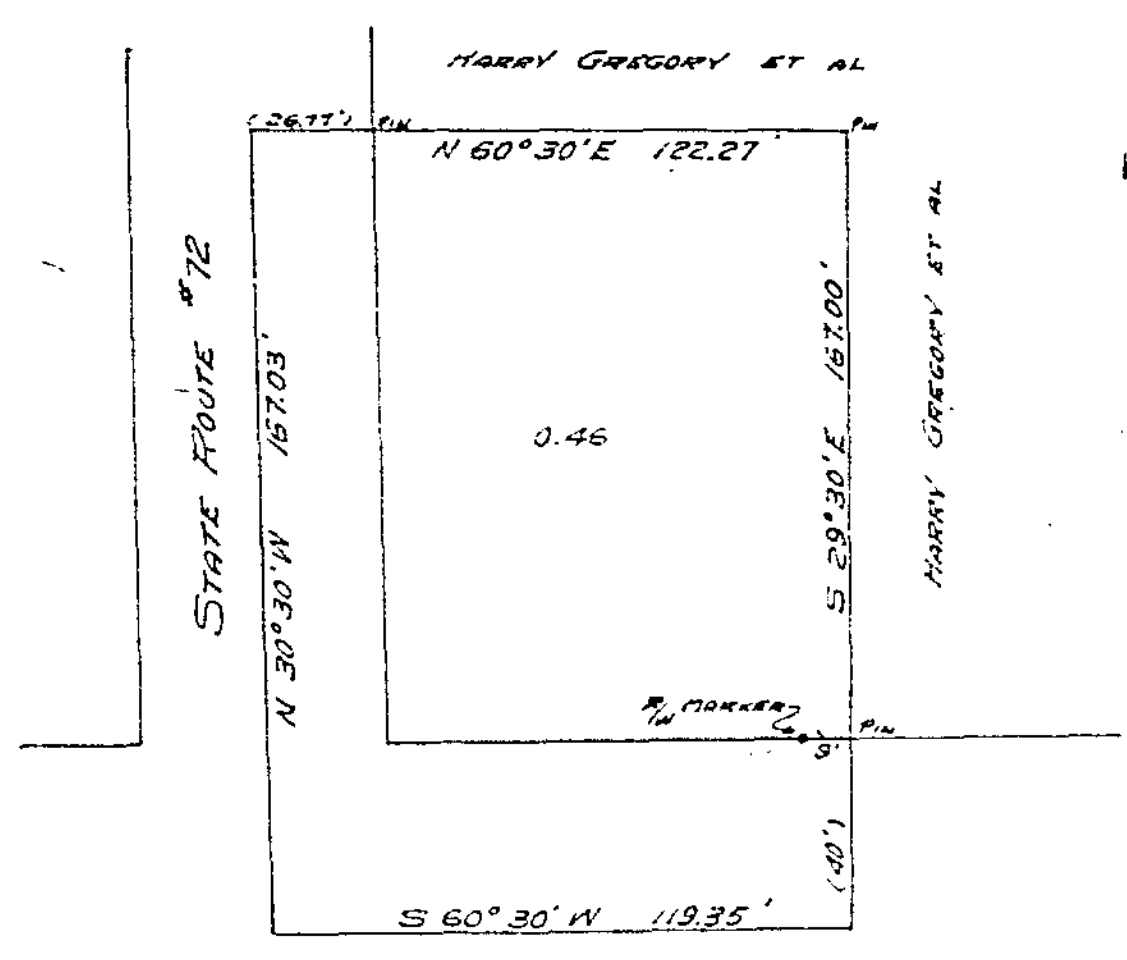 HARRY GREGORY ET AL
(26.77') PIN
PIN
N 60°30'E 122.27
STATE ROUTE #72
N 30°30'W 167.03'
0.46
S 29°30'E 167.00'
HARRY GREGORY ET AL
R/W MARKER
PIN
9'
(40')
S 60°30'W 119.35'